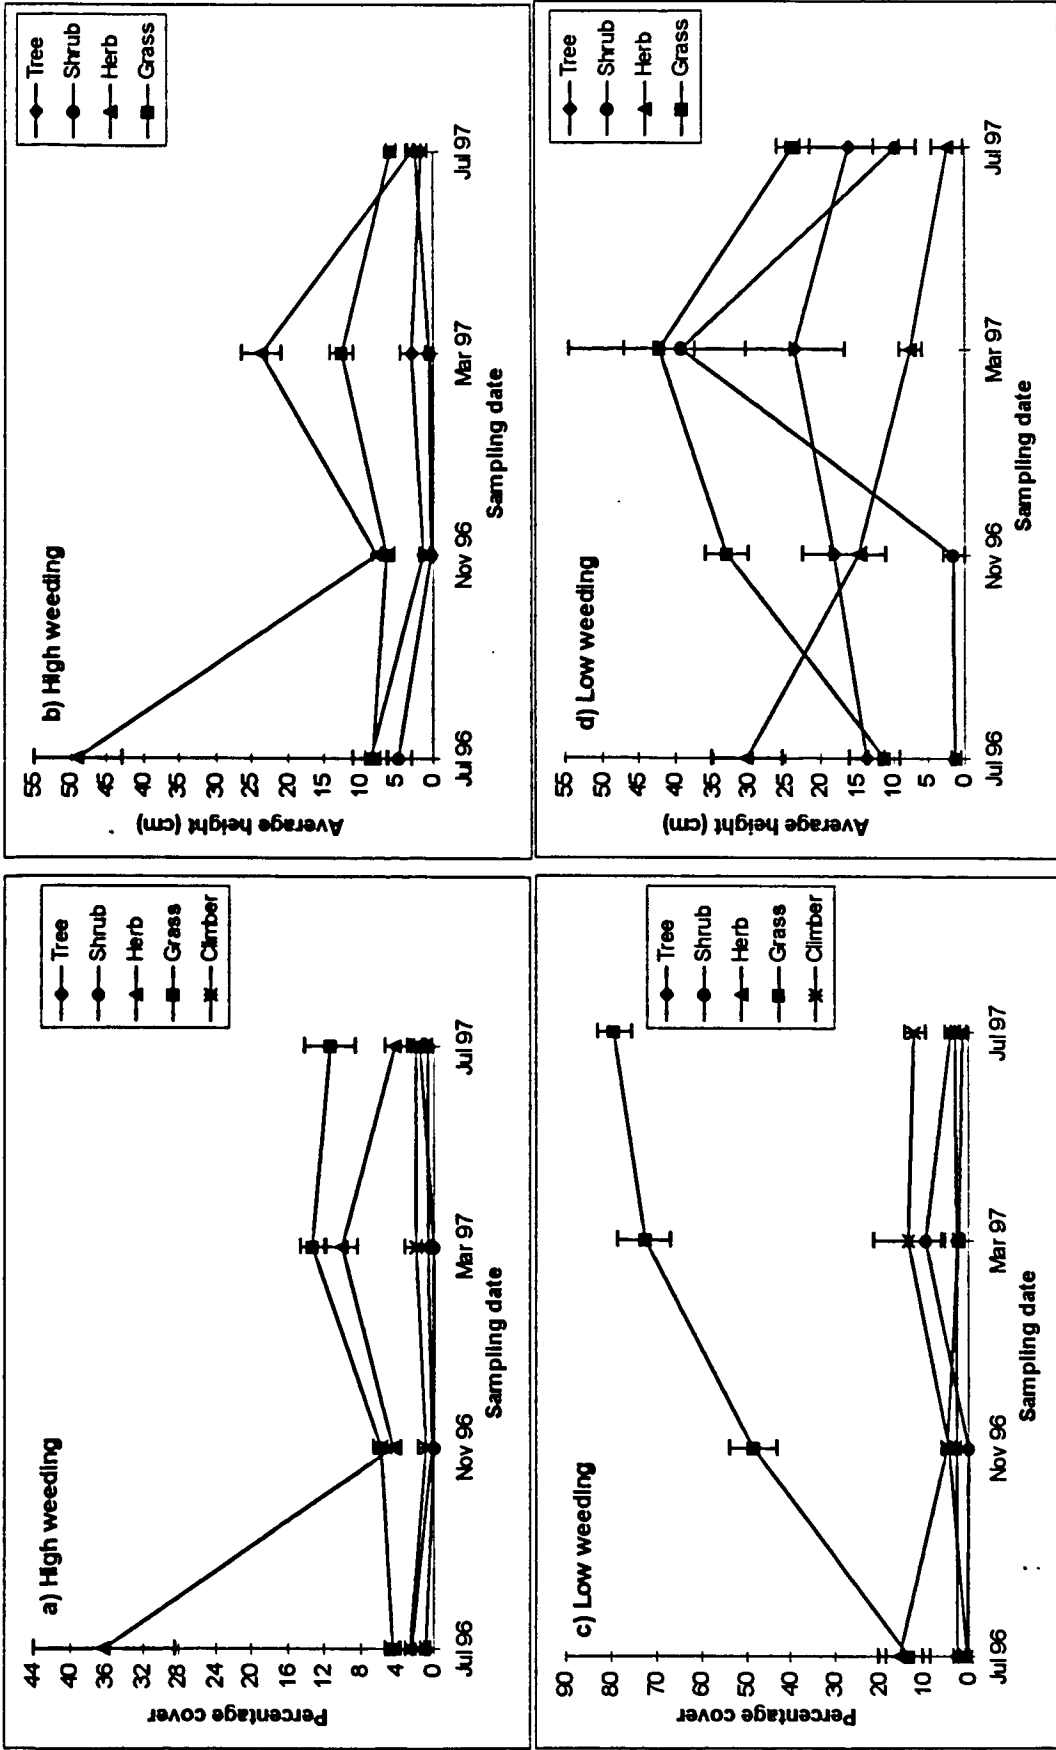 a) High weeding
Percentage cover
44
40
36
32
28
24
20
16
12
8
4
0
Jul 96
Nov 96
Mar 97
Jul 97
Sampling date
Tree
Shrub
Herb
Grass
Climber
b) High weeding
Average height (cm)
55
50
45
40
35
30
25
20
15
10
5
0
Jul 96
Nov 96
Mar 97
Jul 97
Sampling date
Tree
Shrub
Herb
Grass
c) Low weeding
Percentage cover
90
80
70
60
50
40
30
20
10
0
Jul 96
Nov 96
Mar 97
Jul 97
Sampling date
Tree
Shrub
Herb
Grass
Climber
d) Low weeding
Average height (cm)
55
50
45
40
35
30
25
20
15
10
5
0
Jul 96
Nov 96
Mar 97
Jul 97
Sampling date
Tree
Shrub
Herb
Grass